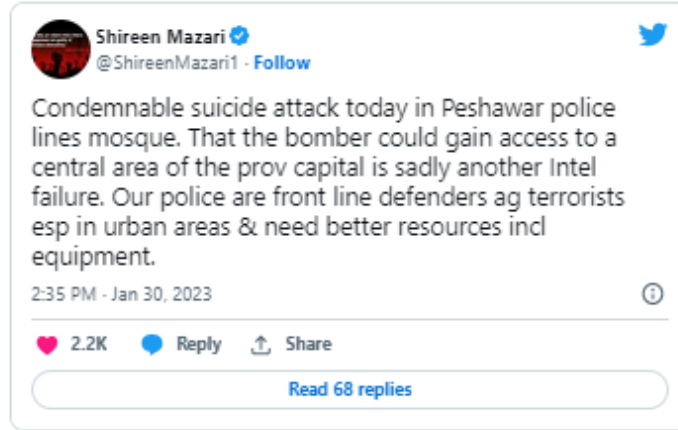 Shireen Mazari
@ShireenMazari1 · Follow
Condemnable suicide attack today in Peshawar police
lines mosque. That the bomber could gain access to a
central area of the prov capital is sadly another Intel
failure. Our police are front line defenders ag terrorists
esp in urban areas & need better resources incl
equipment.
2:35 PM · Jan 30, 2023
2.2K Reply Share
Read 68 replies